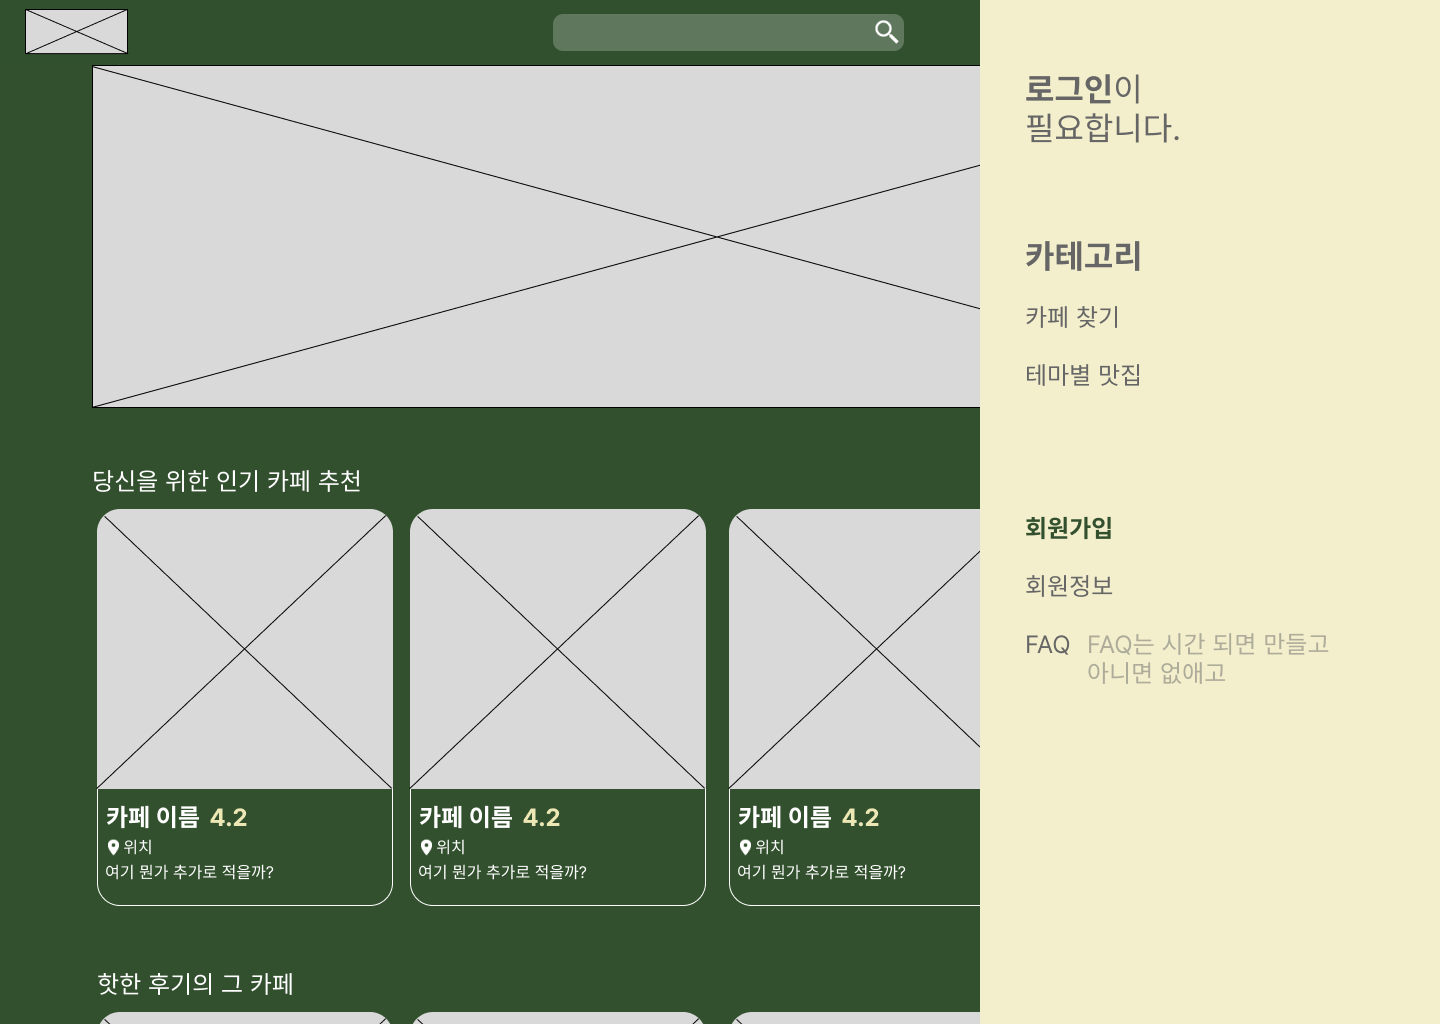 로그인이
필요합니다.
카테고리
카페 찾기
테마별 맛집
당신을 위한 인기 카페 추천
카페 이름 4.2
위치
여기 뭔가 추가로 적을까?
카페 이름 4.2
위치
여기 뭔가 추가로 적을까?
카페 이름 4.2
위치
여기 뭔가 추가로 적을까?
회원가입
회원정보
FAQ FAQ는 시간 되면 만들고
아니면 없애고
핫한 후기의 그 카페